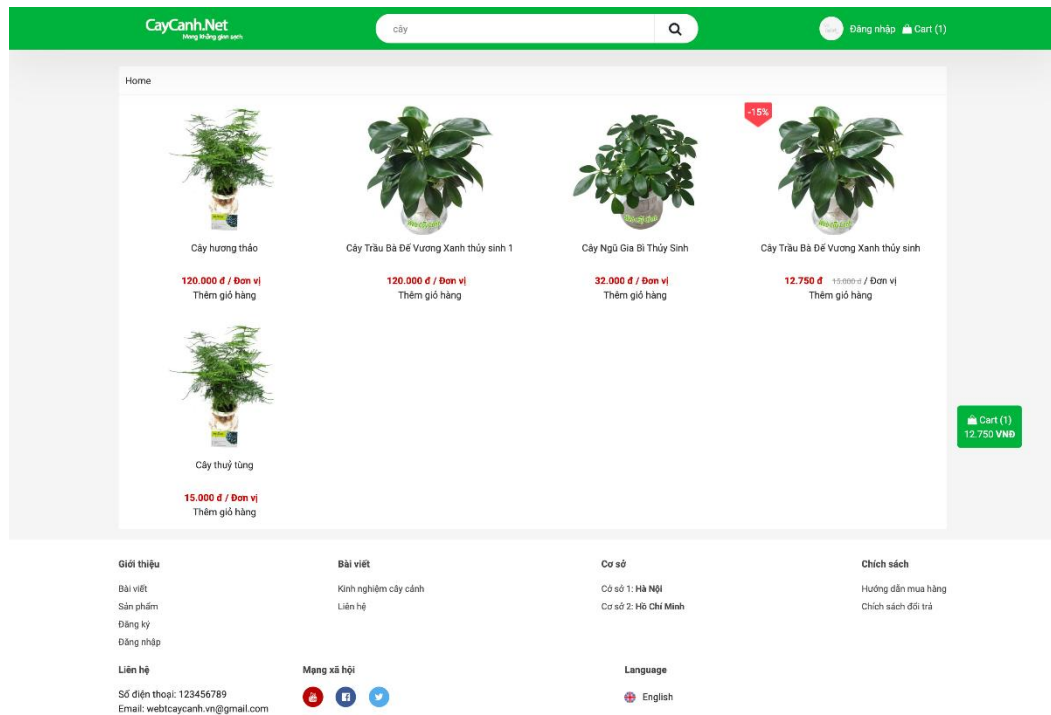 CayCanh.Net
Mang không gian xanh
cây
Đăng nhập Cart (1)
Home
-15%
Cây hương thảo
Cây Trầu Bà Đế Vương Xanh thủy sinh 1
Cây Ngũ Gia Bì Thủy Sinh
Cây Trầu Bà Đế Vương Xanh thủy sinh
120.000 đ / Đơn vị
120.000 đ / Đơn vị
32.000 đ / Đơn vị
12.750 đ 15.000 đ / Đơn vị
Thêm giỏ hàng
Thêm giỏ hàng
Thêm giỏ hàng
Thêm giỏ hàng
Cart (1)
12.750 VNĐ
Cây thuỷ tùng
15.000 đ / Đơn vị
Thêm giỏ hàng
Giới thiệu
Bài viết
Cơ sở
Chích sách
Bài viết
Kinh nghiệm cây cảnh
Cở sở 1: Hà Nội
Hướng dẫn mua hàng
Sản phẩm
Liên hệ
Cơ sở 2: Hồ Chí Minh
Chích sách đổi trả
Đăng ký
Đăng nhập
Liên hệ
Mạng xã hội
Language
Số điện thoại: 123456789
English
Email: webtcaycanh.vn@gmail.com